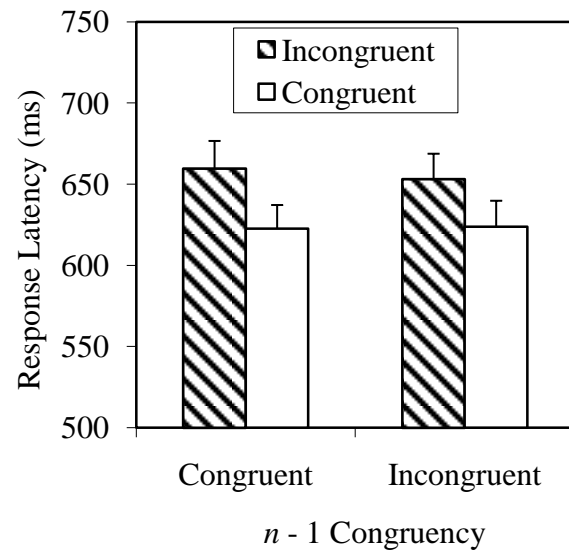 750
700
650
600
550
500
Response Latency (ms)
Incongruent
Congruent
Congruent
Incongruent
n - 1 Congruency